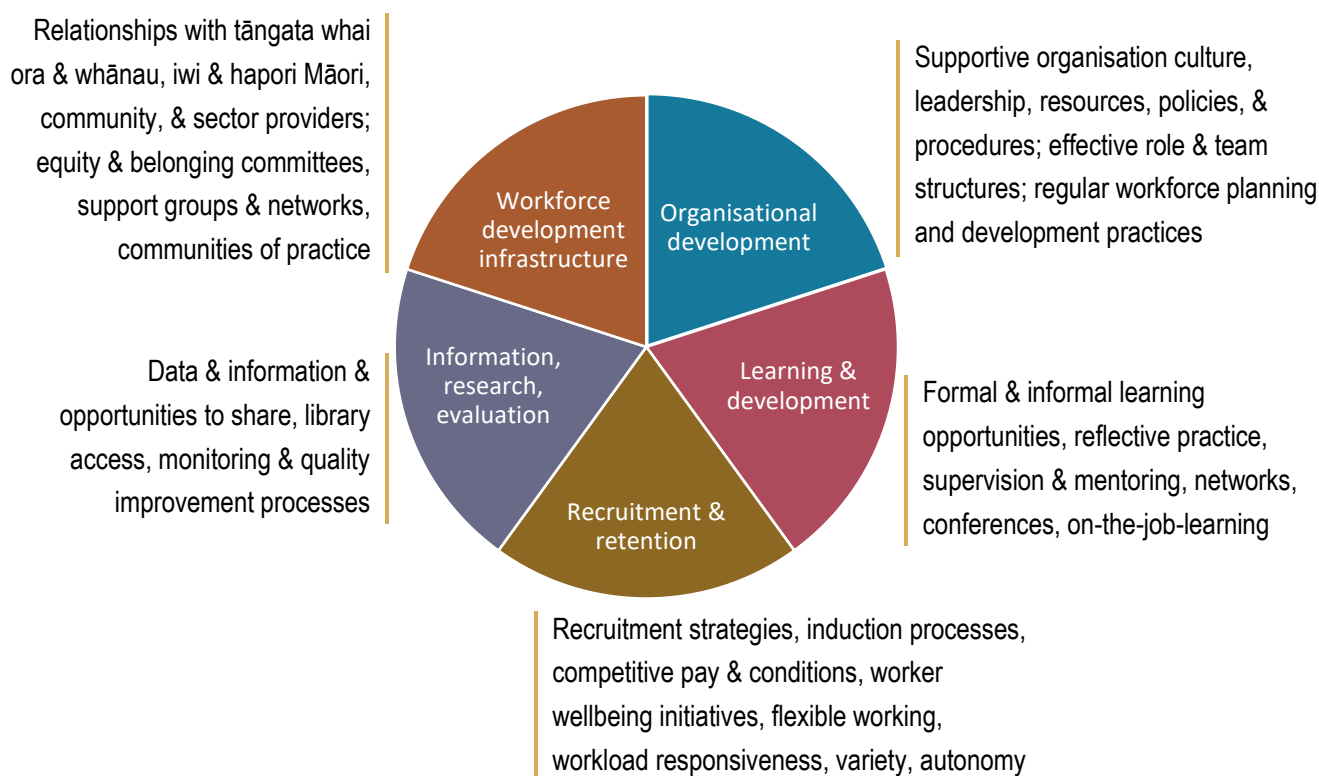 Relationships with tāngata whai
ora & whānau, iwi & hapori Māori,
community, & sector providers;
equity & belonging committees,
support groups & networks,
communities of practice
Workforce
development
infrastructure
Organisational
development
Supportive organisation culture,
leadership, resources, policies, &
procedures; effective role & team
structures; regular workforce planning
and development practices
Data & information &
opportunities to share, library
access, monitoring & quality
improvement processes
Information,
research,
evaluation
Learning &
development
Formal & informal learning
opportunities, reflective practice,
supervision & mentoring, networks,
conferences, on-the-job-learning
Recruitment &
retention
Recruitment strategies, induction processes,
competitive pay & conditions, worker
wellbeing initiatives, flexible working,
workload responsiveness, variety, autonomy